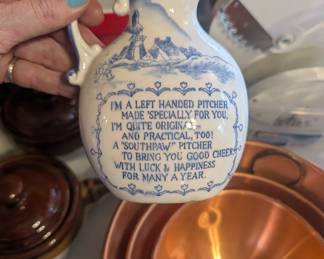 I'M A LEFT HANDED PITCHER
MADE 'SPECIALLY FOR YOU,
I'M QUITE ORIGINAL—
AND PRACTICAL, TOO!
A "SOUTHPAW" PITCHER
TO BRING YOU GOOD CHEER
WITH LUCK & HAPPINESS
FOR MANY A YEAR.